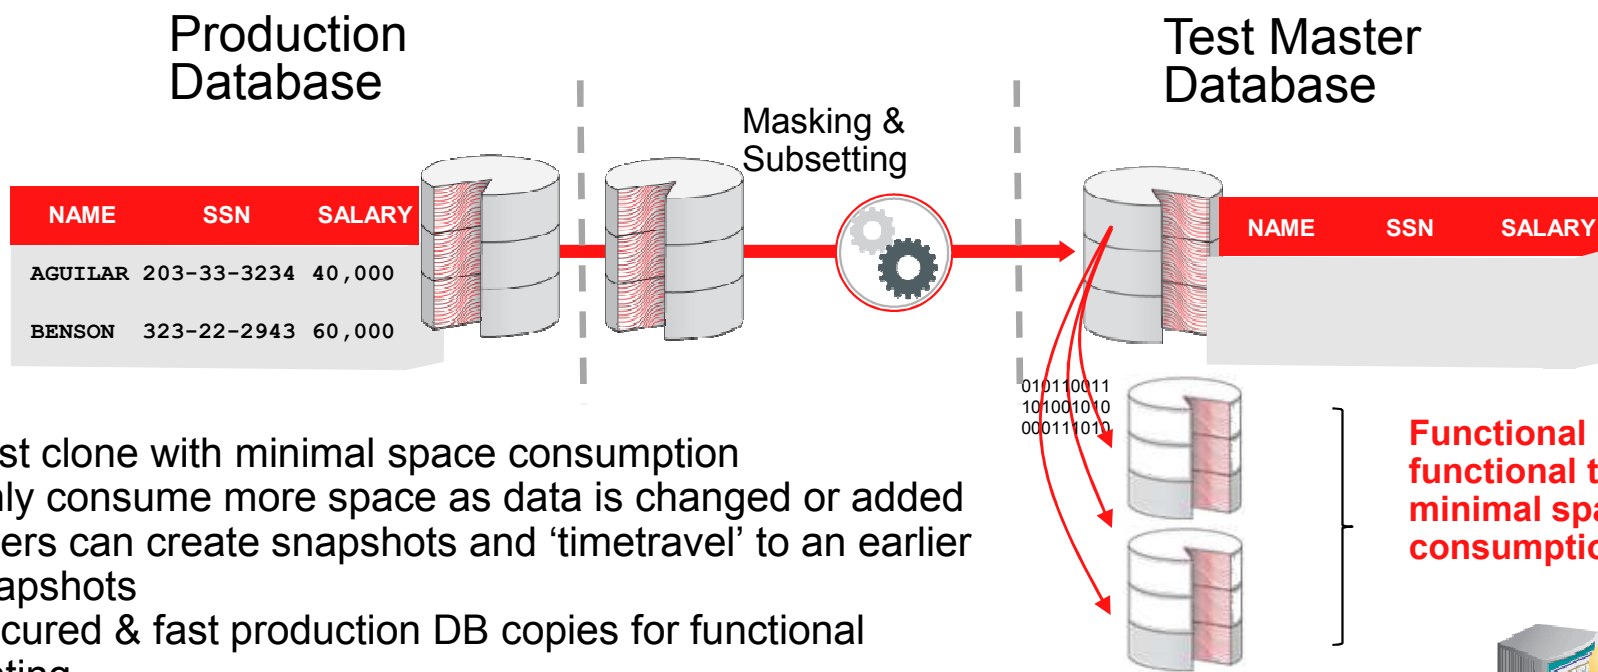 Production
Database
Test Master
Database
Masking &
Subsetting
NAME SSN SALARY
AGUILAR 203-33-3234 40,000
BENSON 323-22-2943 60,000
NAME SSN SALARY
010110011
101001010
000111010
st clone with minimal space consumption
ly consume more space as data is changed or added
ers can create snapshots and ‘timetravel’ to an earlier
apshots
cured & fast production DB copies for functional
Functional
functional t
minimal spa
consumptio